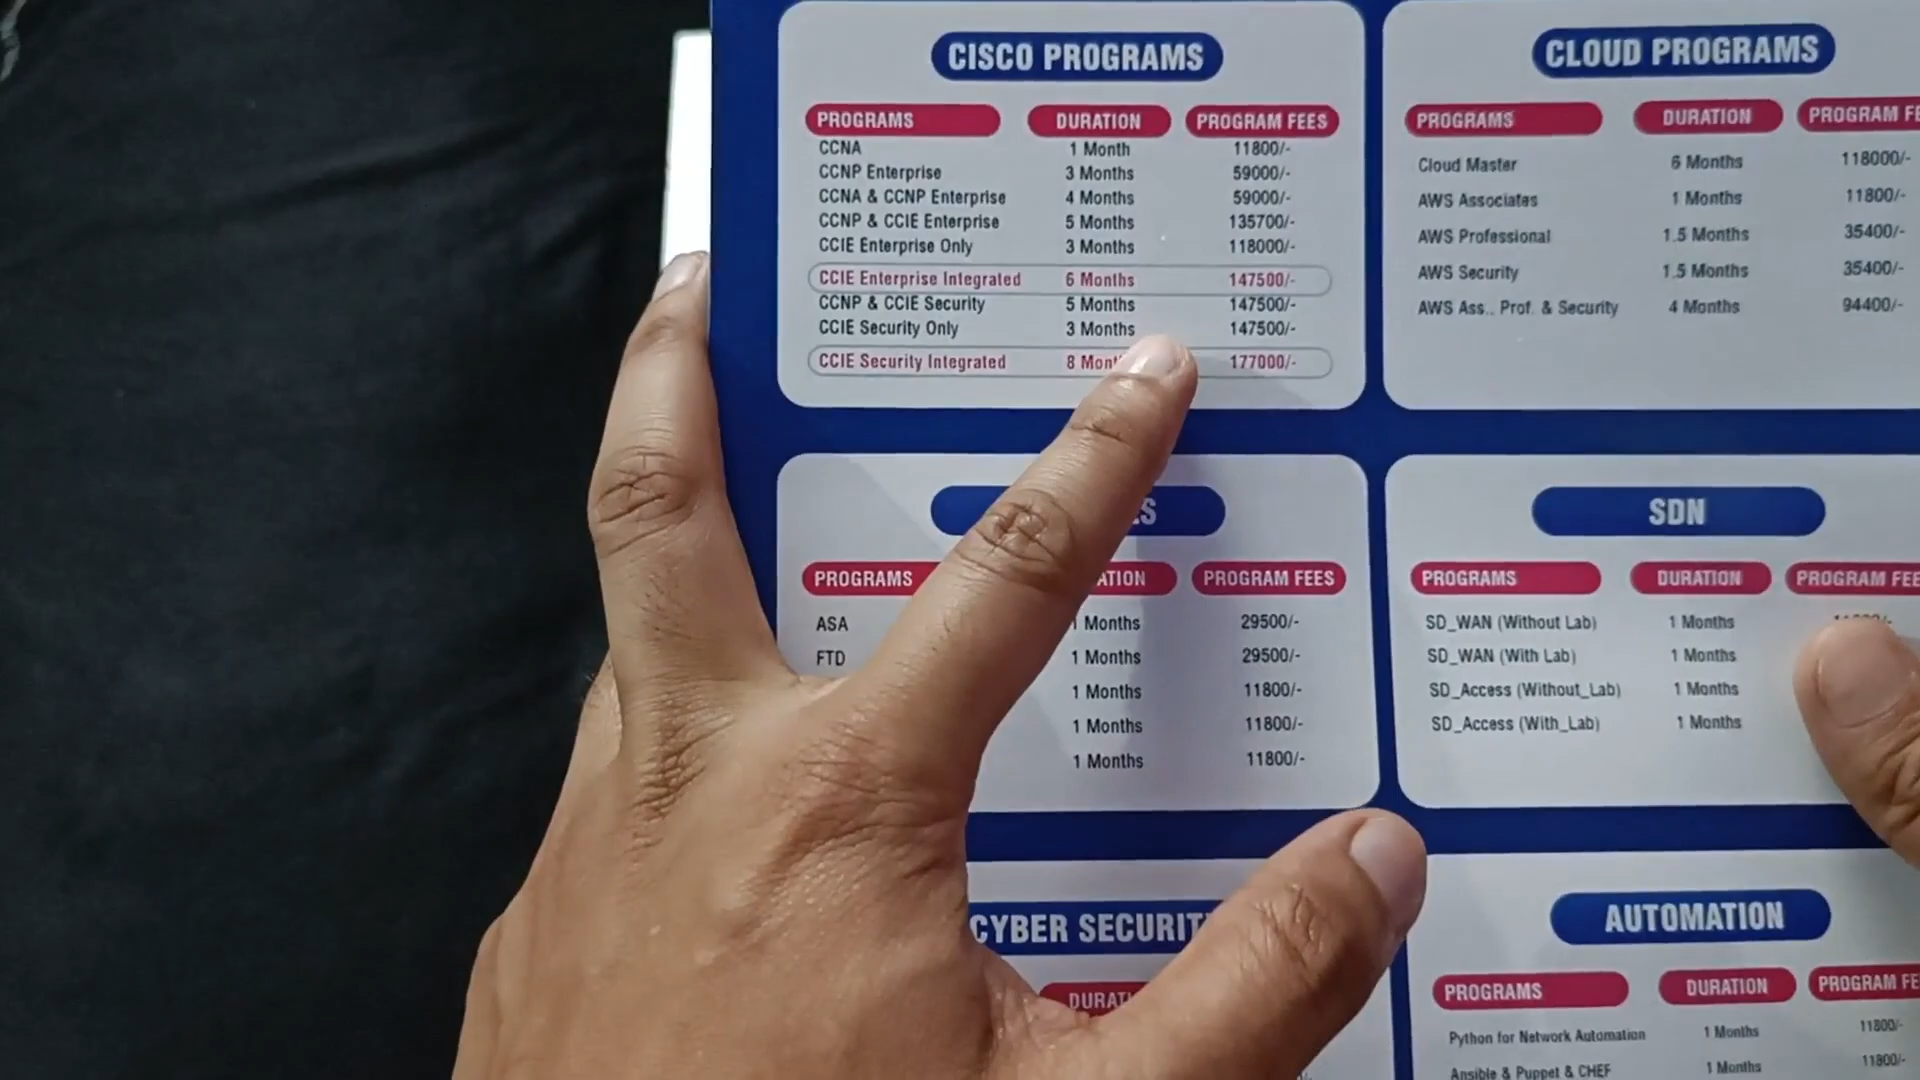 CISCO PROGRAMS
PROGRAMS DURATION PROGRAM FEES
CCNA 1 Month 11800/-
CCNP Enterprise 3 Months 59000/-
CCNA & CCNP Enterprise 4 Months 59000/-
CCNP & CCIE Enterprise 5 Months 135700/-
CCIE Enterprise Only 3 Months 118000/-
CCIE Enterprise Integrated 6 Months 147500/-
CCNP & CCIE Security 5 Months 147500/-
CCIE Security Only 3 Months 147500/-
CCIE Security Integrated 8 177000/-
CLOUD PROGRAMS
PROGRAMS DURATION PROGRAM
Cloud Master 6 Months 118000/-
AWS Associates 1 Months 11800/-
AWS Professional 1.5 Months 35400/-
AWS Security 1.5 Months 35400/-
AWS Ass.. Prof. & Security 4 Months 94400/-
PROGRAMS PROGRAM FEES
ASA 1 Months 29500/-
FTD 1 Months 29500/-
1 Months 11800/-
1 Months 11800/-
1 Months 11800/-
SDN
PROGRAMS DURATION PROGRAM
SD_WAN (Without Lab) 1 Months
SD_WAN (With Lab) 1 Months
SD_Access (Without_Lab) 1 Months
SD_Access (With_Lab) 1 Months
CYBER
AUTOMATION
PROGRAMS DURATION PROGRAM
Python for Network Automation 1 Months 11800/-
Ansible & Puppet & CHEF 1 Months 11800/-